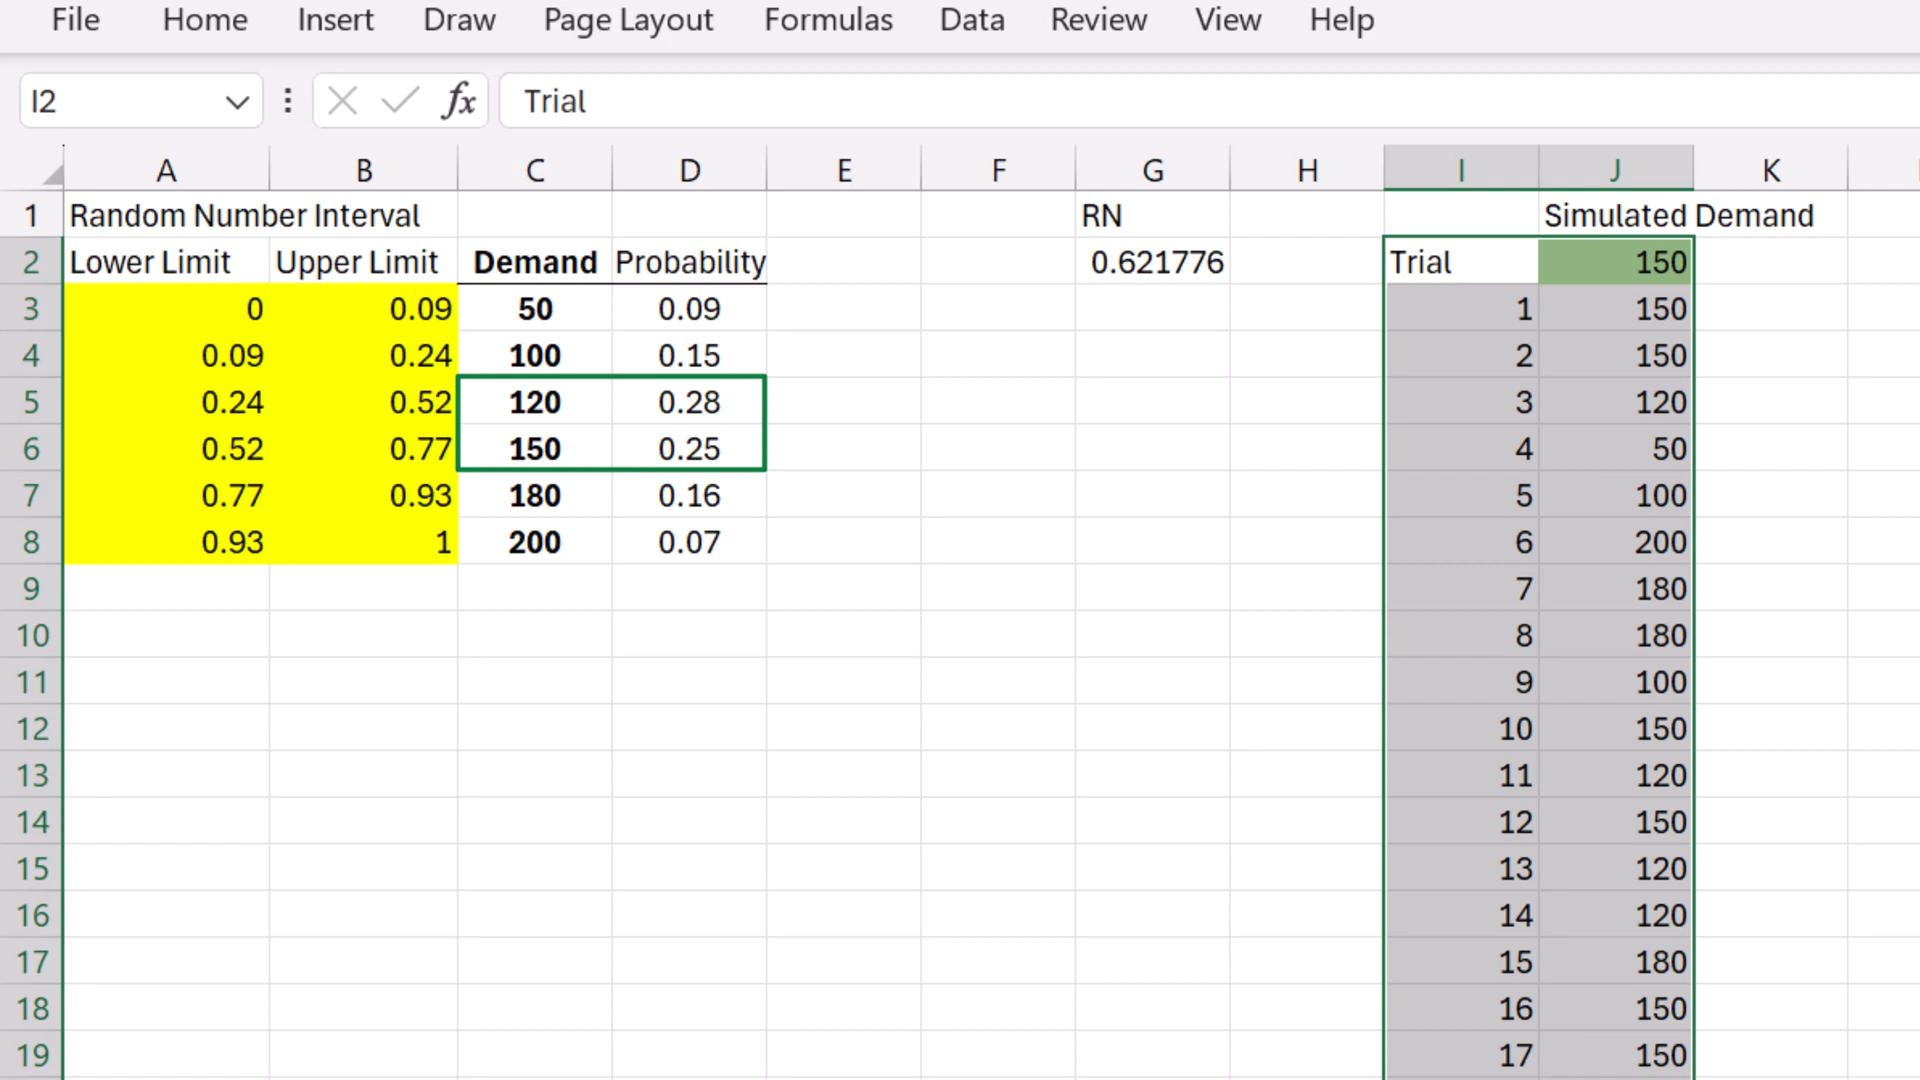 File Home Insert Draw Page Layout Formulas Data Review View Help
I2 fx Trial
A B C D E F G H I J K
1 Random Number Interval RN Simulated Demand
2 Lower Limit Upper Limit Demand Probability 0.621776 Trial 150
3 0 0.09 50 0.09 1 150
4 0.09 0.24 100 0.15 2 150
5 0.24 0.52 120 0.28 3 120
6 0.52 0.77 150 0.25 4 50
7 0.77 0.93 180 0.16 5 100
8 0.93 1 200 0.07 6 200
9 7 180
10 8 180
11 9 100
12 10 150
13 11 120
14 12 150
15 13 120
16 14 120
17 15 180
18 16 150
19 17 150